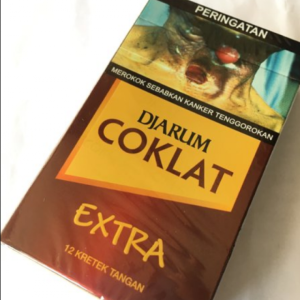 PERINGATAN
MEROKOK SEBABKAN KANKER TENGGOROKAN
DJARUM
COKLAT
EXTRA
12 KRETEK TANGAN